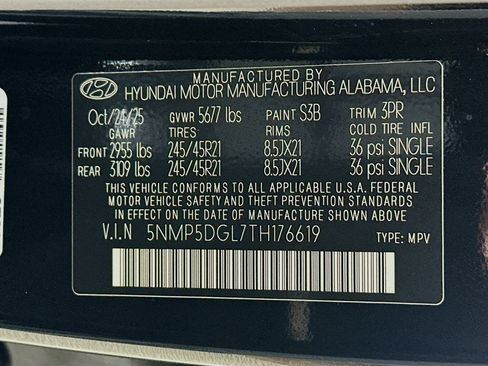 MANUFACTURED BY
HYUNDAI MOTOR MANUFACTURING ALABAMA, LLC
Oct/24/25 GVWR 5677 lbs PAINT S3B TRIM 3PR
GAWR TIRES RIMS COLD TIRE INFL
FRONT 2955 lbs 245/45R21 8.5JX21 36 psi SINGLE
REAR 3109 lbs 245/45R21 8.5JX21 36 psi SINGLE
THIS VEHICLE CONFORMS TO ALL APPLICABLE U.S.A. FEDERAL
MOTOR VEHICLE SAFETY AND THEFT PREVENTION STANDARDS
IN EFFECT ON THE DATE OF MANUFACTURE SHOWN ABOVE.
V.I.N 5NMP5DGL7TH176619 TYPE: MPV